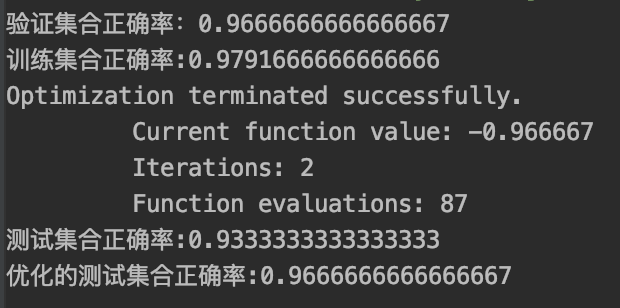 验证集合正确率：0.9666666666666667
训练集合正确率:0.9791666666666666
Optimization terminated successfully.
Current function value: -0.966667
Iterations: 2
Function evaluations: 87
测试集合正确率:0.9333333333333333
优化的测试集合正确率:0.9666666666666667